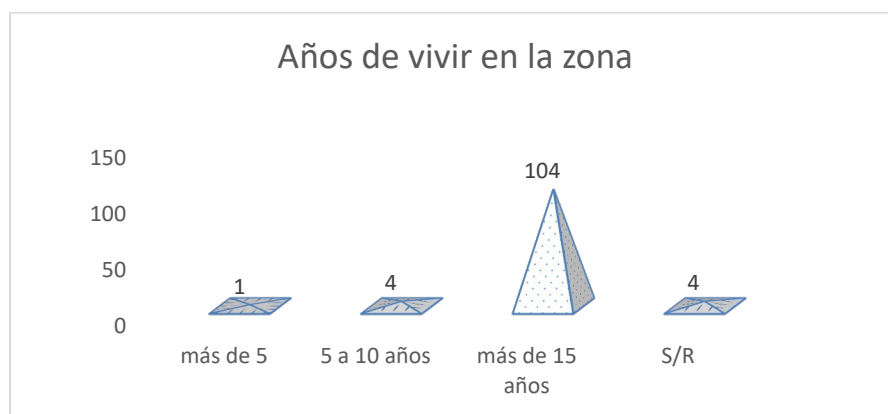 Años de vivir en la zona
150
100
50
0
1
4
104
4
más de 5
5 a 10 años
más de 15
años
S/R